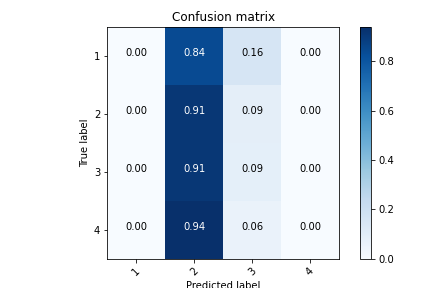 Confusion matrix
1 0.00 0.84 0.16 0.00
2 0.00 0.91 0.09 0.00
3 0.00 0.91 0.09 0.00
4 0.00 0.94 0.06 0.00
True label
1 2 3 4
Predicted label
0.8
0.6
0.4
0.2
0.0